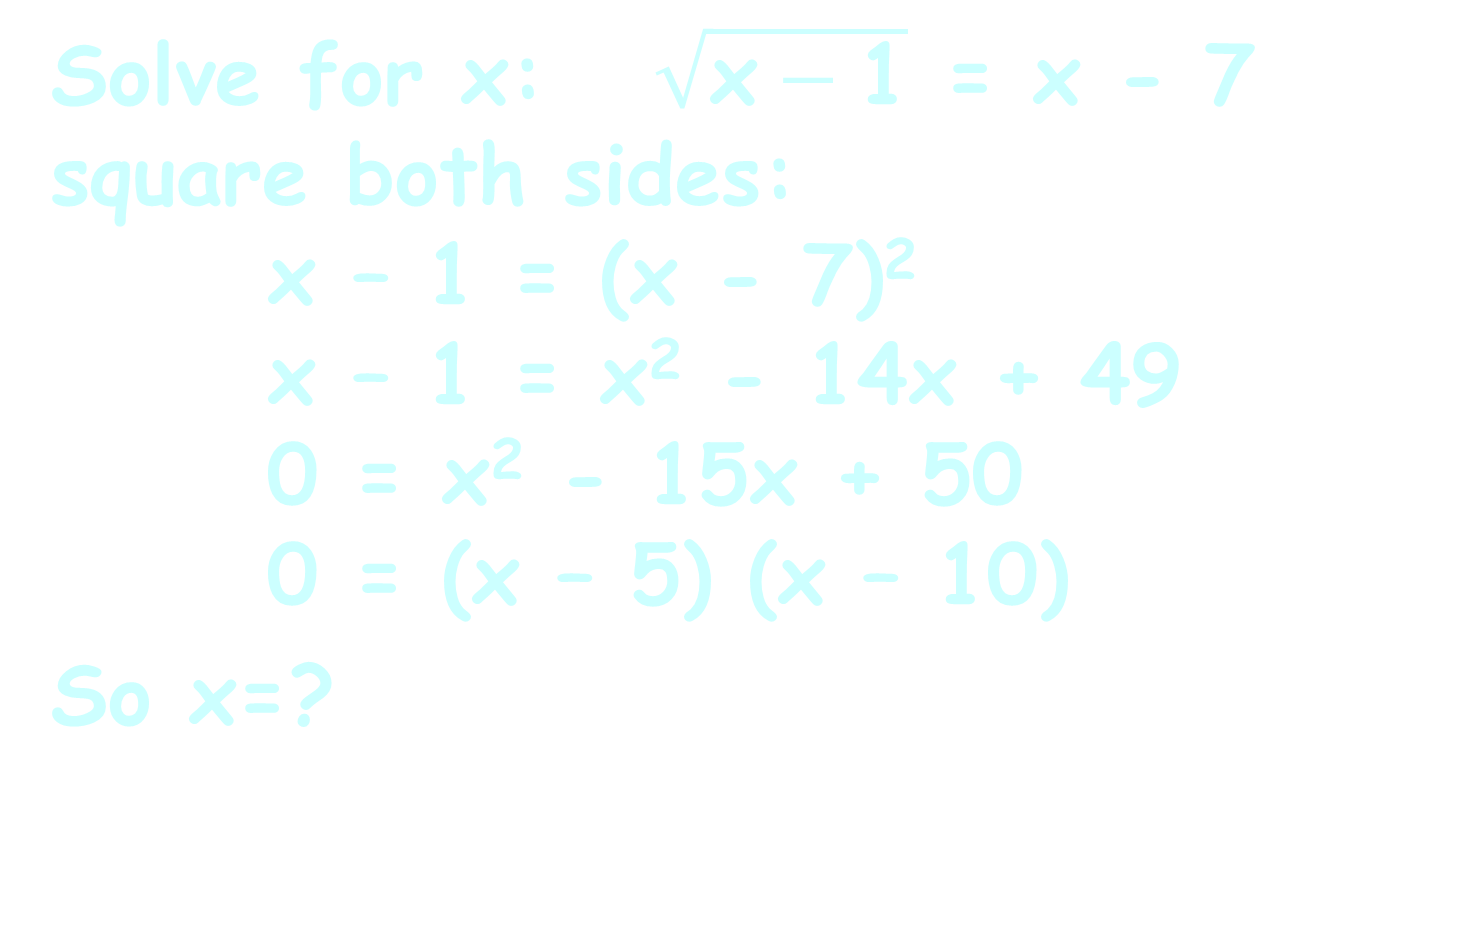 Solve for x: √x − 1 = x - 7
square both sides:
x – 1 = (x - 7)²
x – 1 = x² - 14x + 49
0 = x² - 15x + 50
0 = (x – 5) (x – 10)
So x=?